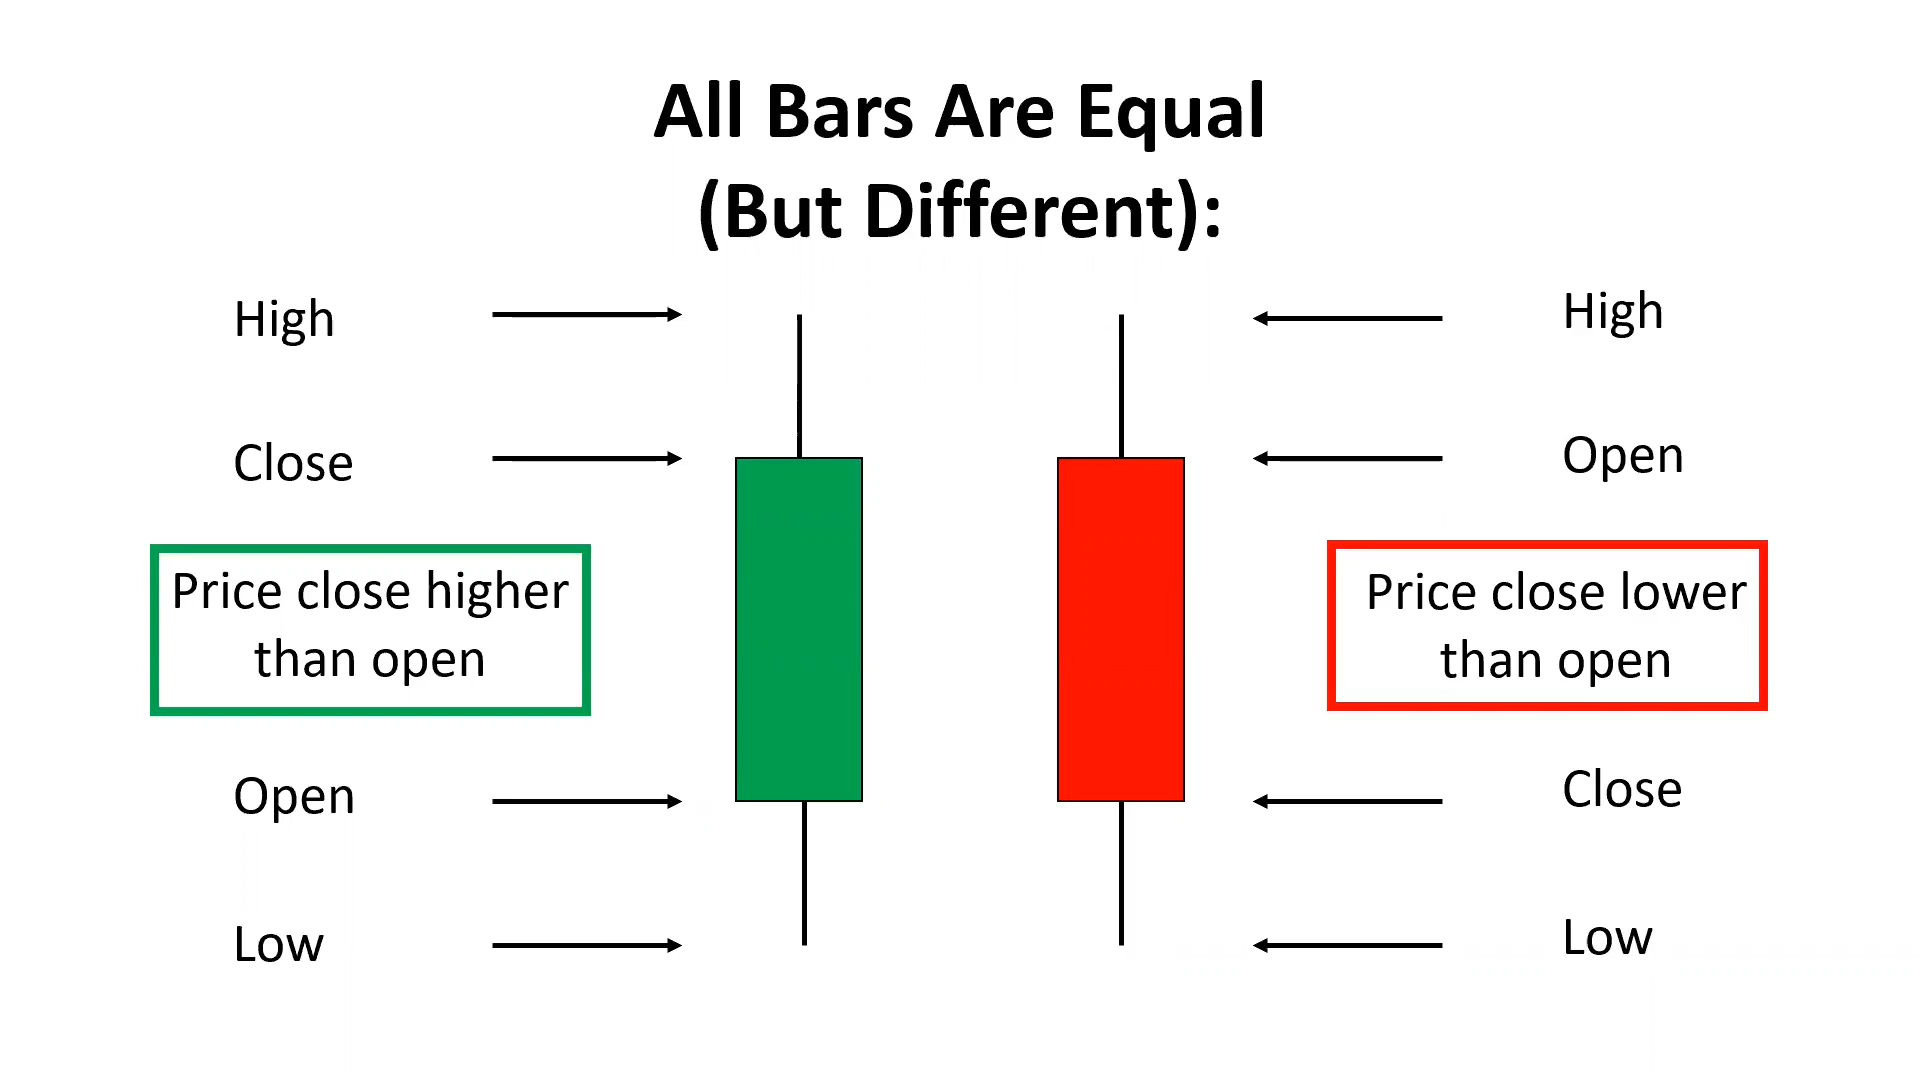 All Bars Are Equal
(But Different):
High
Close
Price close higher
than open
Open
Low
High
Open
Price close lower
than open
Close
Low